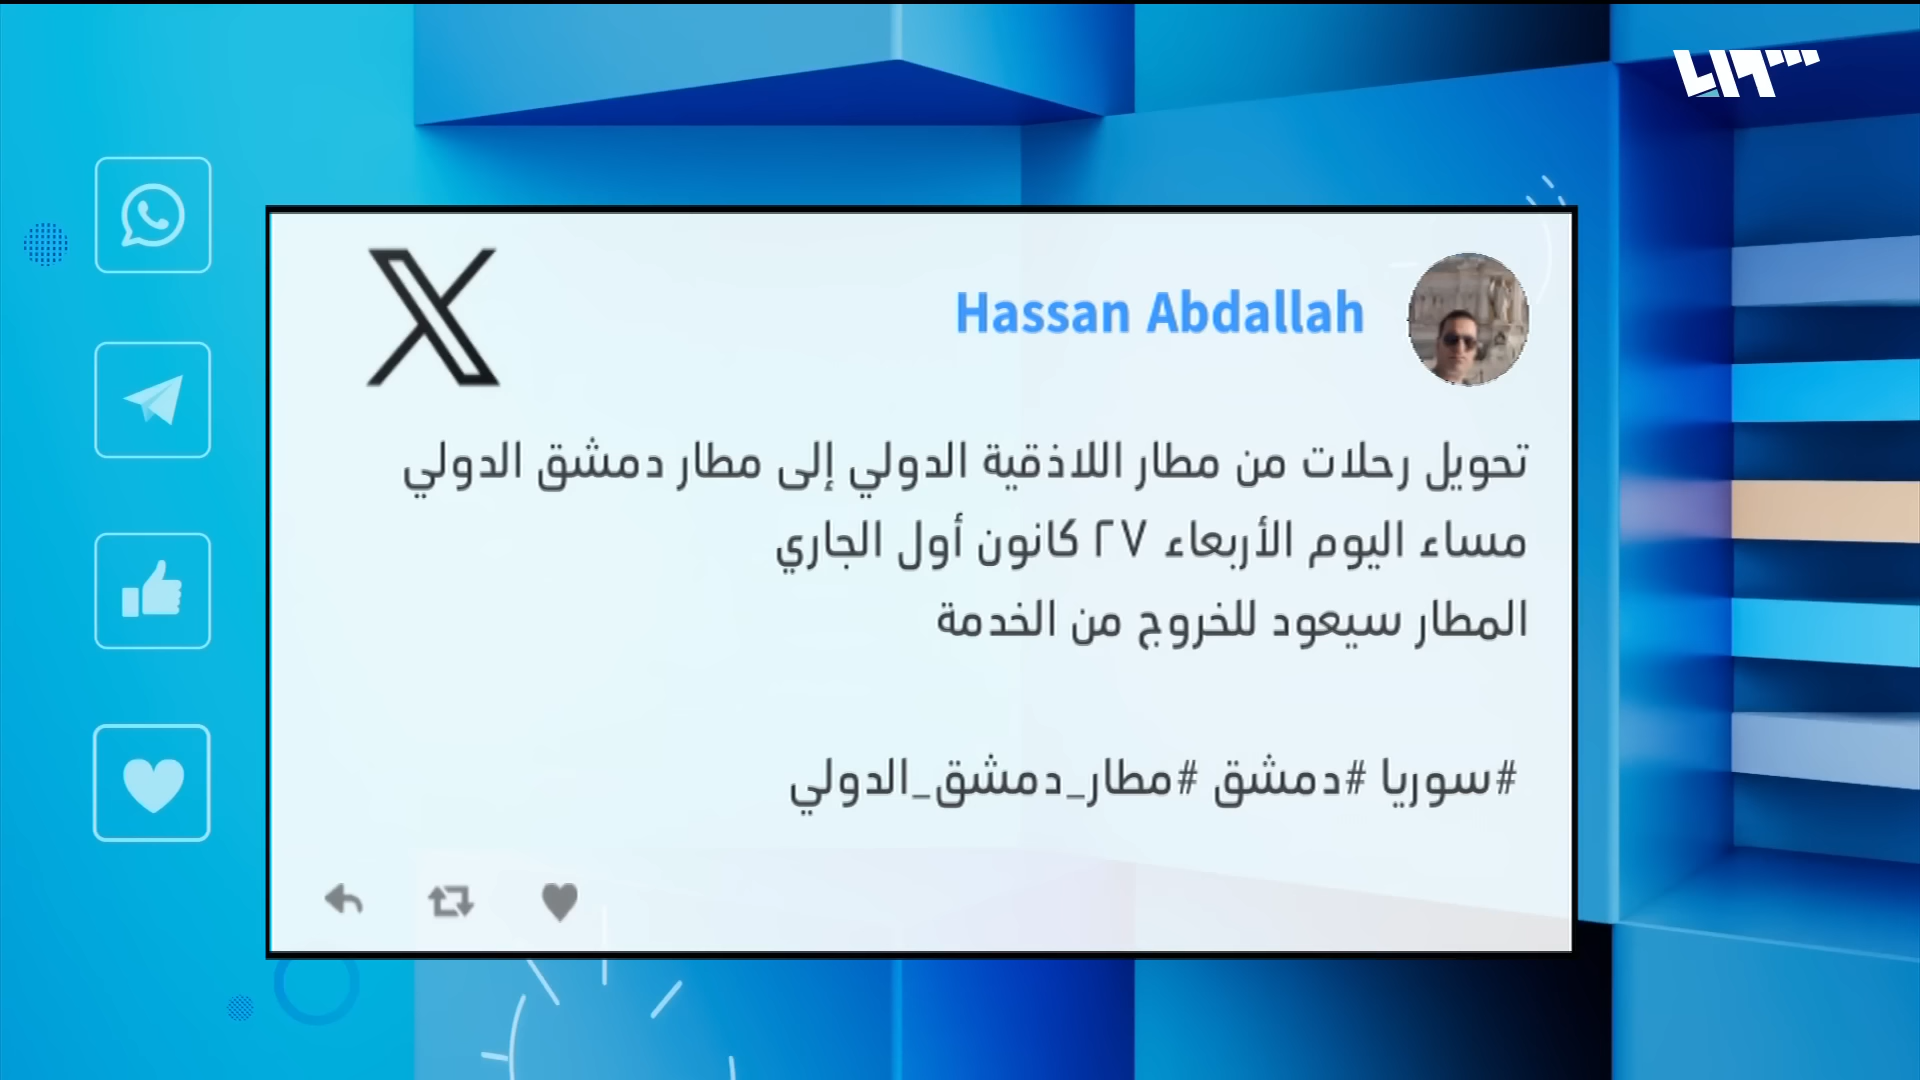 Hassan Abdallah
تحويل رحلات من مطار اللاذقية الدولي إلى مطار دمشق الدولي
مساء اليوم الأربعاء ٢٧ كانون أول الجاري
المطار سيعود للخروج من الخدمة
#سوريا #دمشق #مطار_دمشق_الدولي